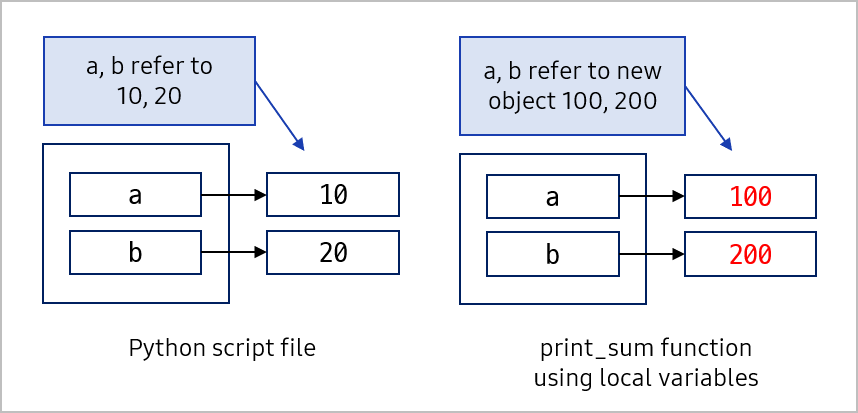 a, b refer to
10, 20
a
10
b
20
Python script file
a, b refer to new
object 100, 200
a
100
b
200
print_sum function
using local variables